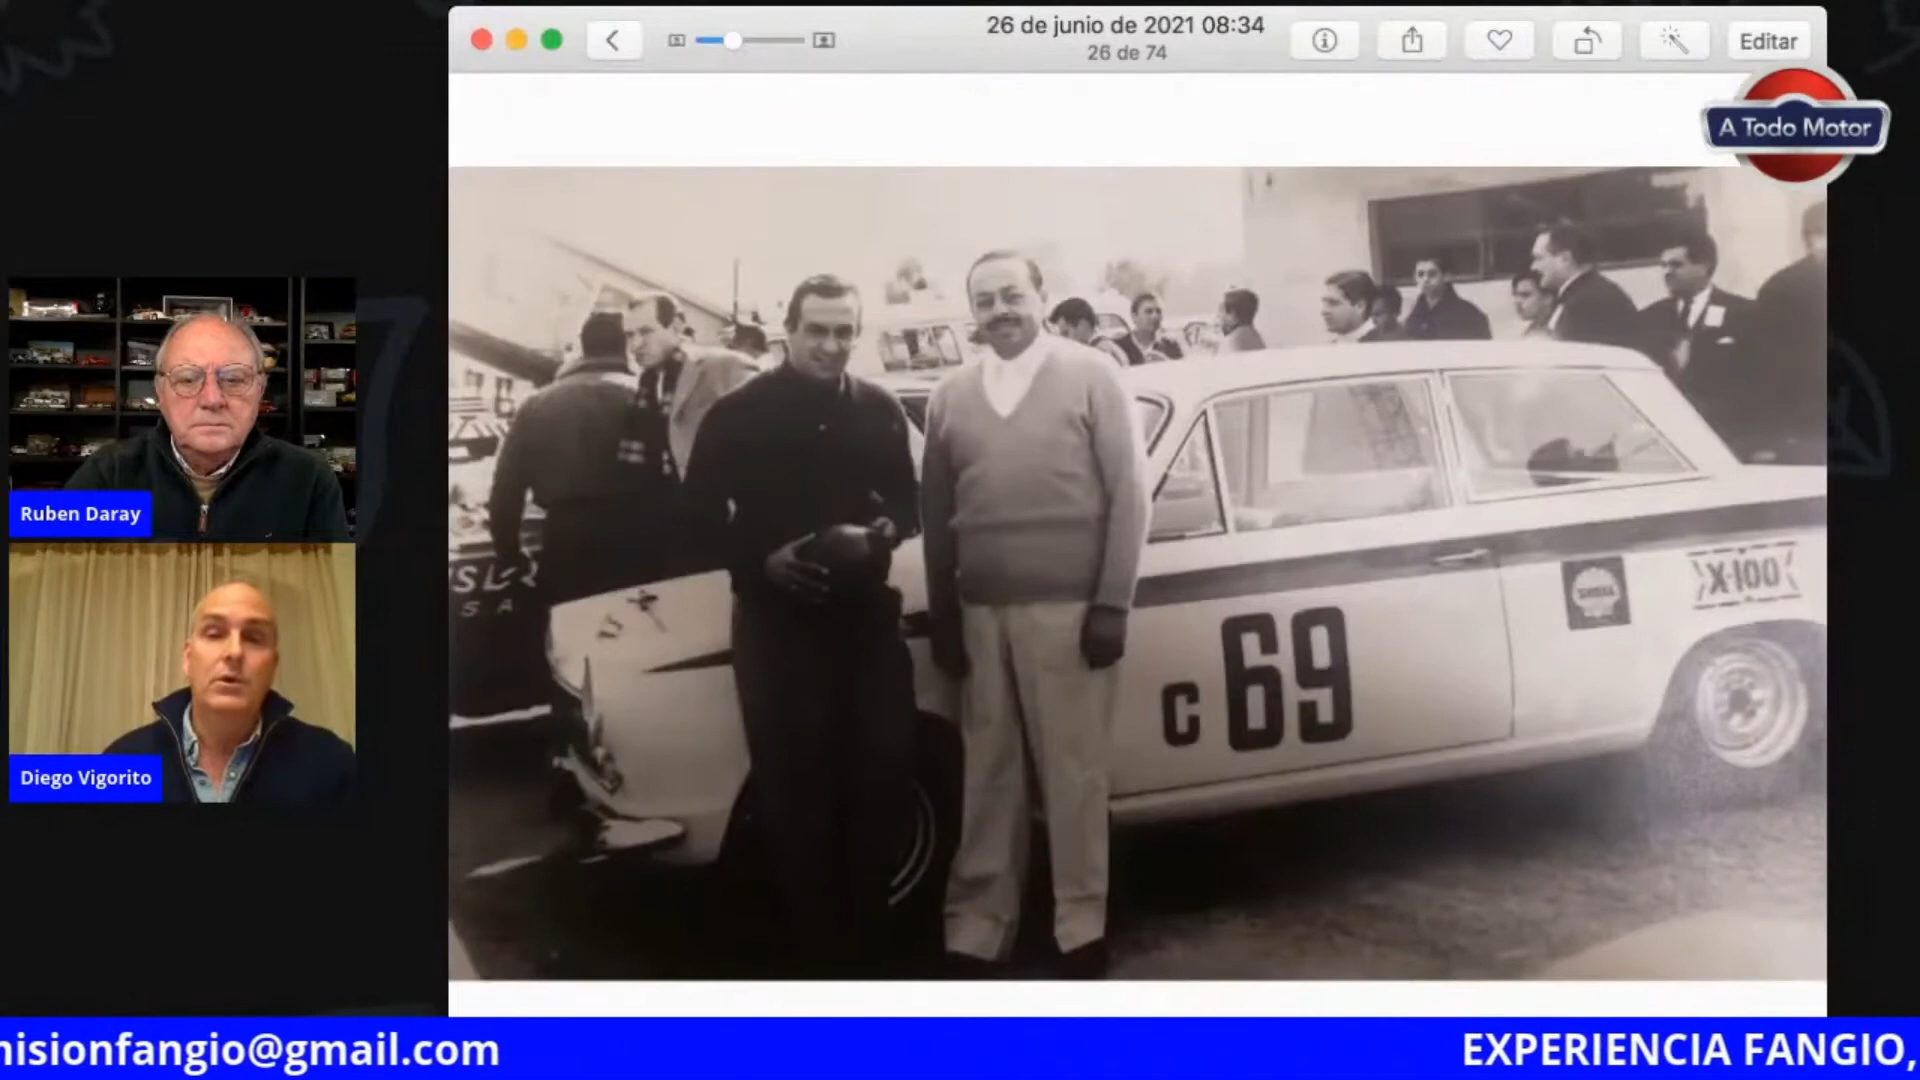 26 de junio de 2021 08:34
26 de 74
Editar
A Todo Motor
Ruben Daray
Diego Vigorito
S A
X-100
SHELL
C 69
nisionfangio@gmail.com
EXPERIENCIA FANGIO,